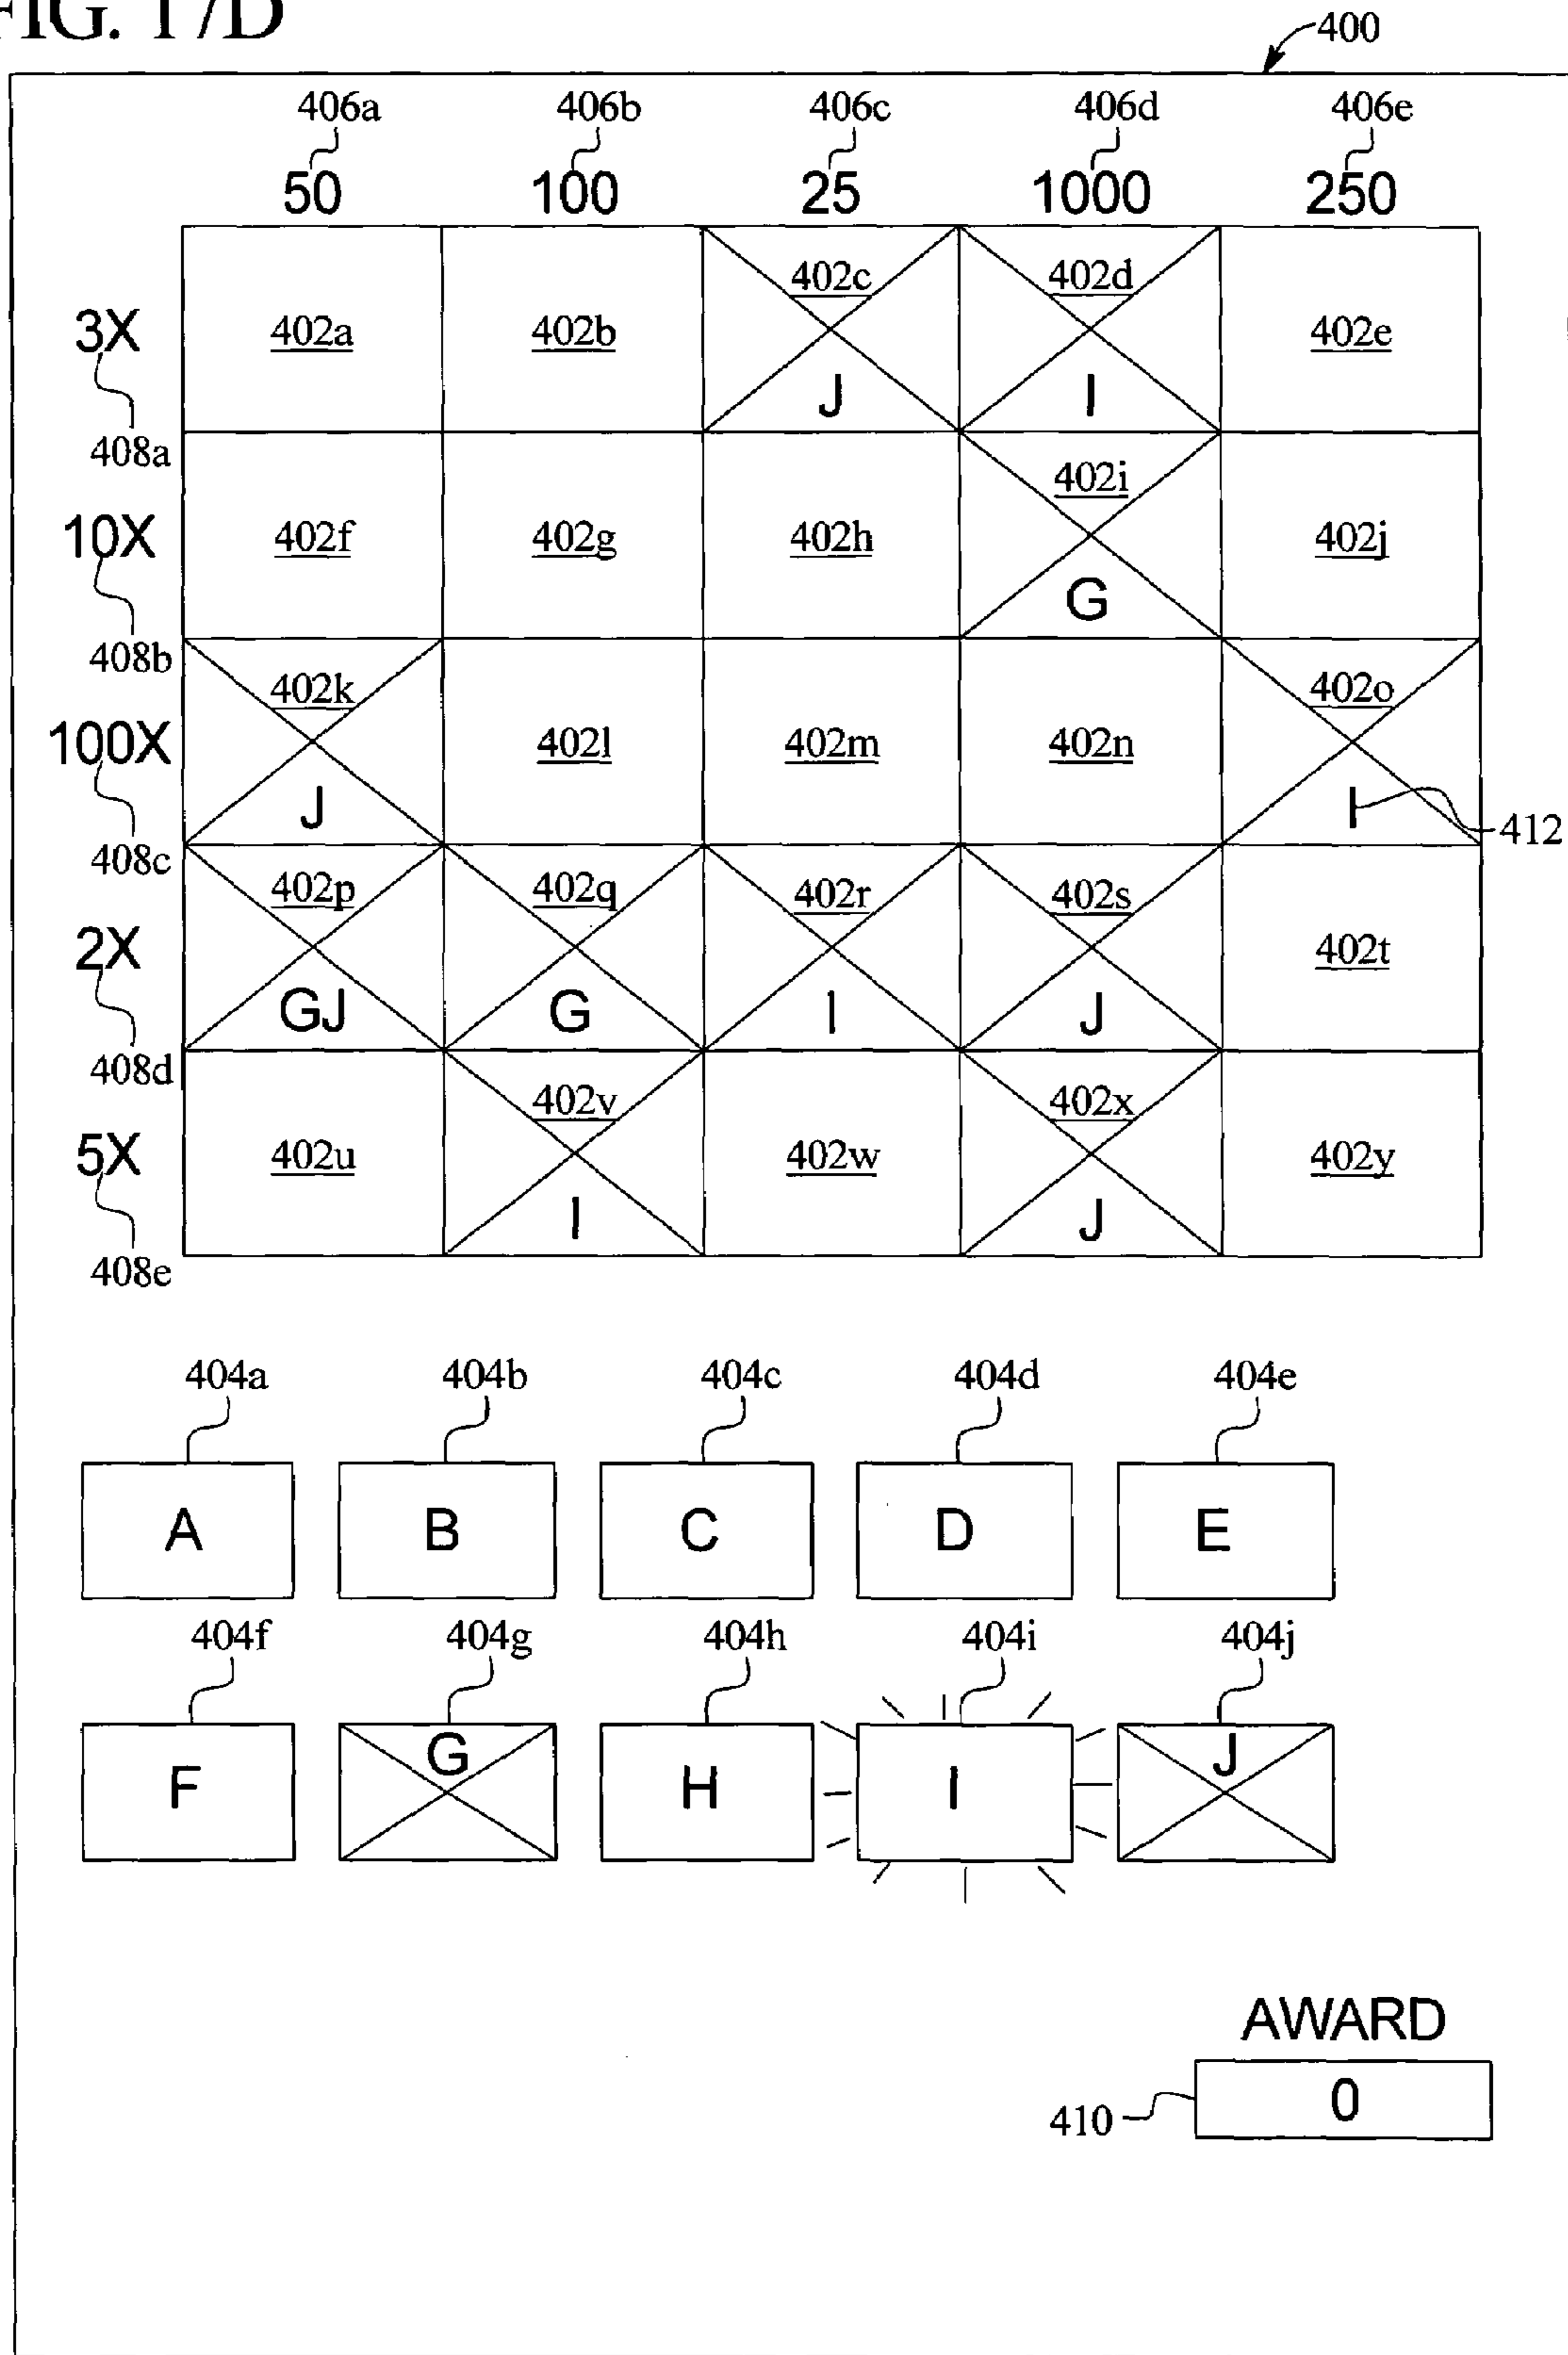 FIG. 17D
400
406a 406b 406c 406d 406e
50 100 25 1000 250
3X 402a 402b 402c 402d 402e
J I
408a
10X 402f 402g 402h 402i 402j
G
408b
100X 402k 402l 402m 402n 402o
J I 412
408c
2X 402p 402q 402r 402s 402t
GJ G I J
408d
5X 402u 402v 402w 402x 402y
I J
408e
404a 404b 404c 404d 404e
A B C D E
404f 404g 404h 404i 404j
F G H I J
AWARD
410 0